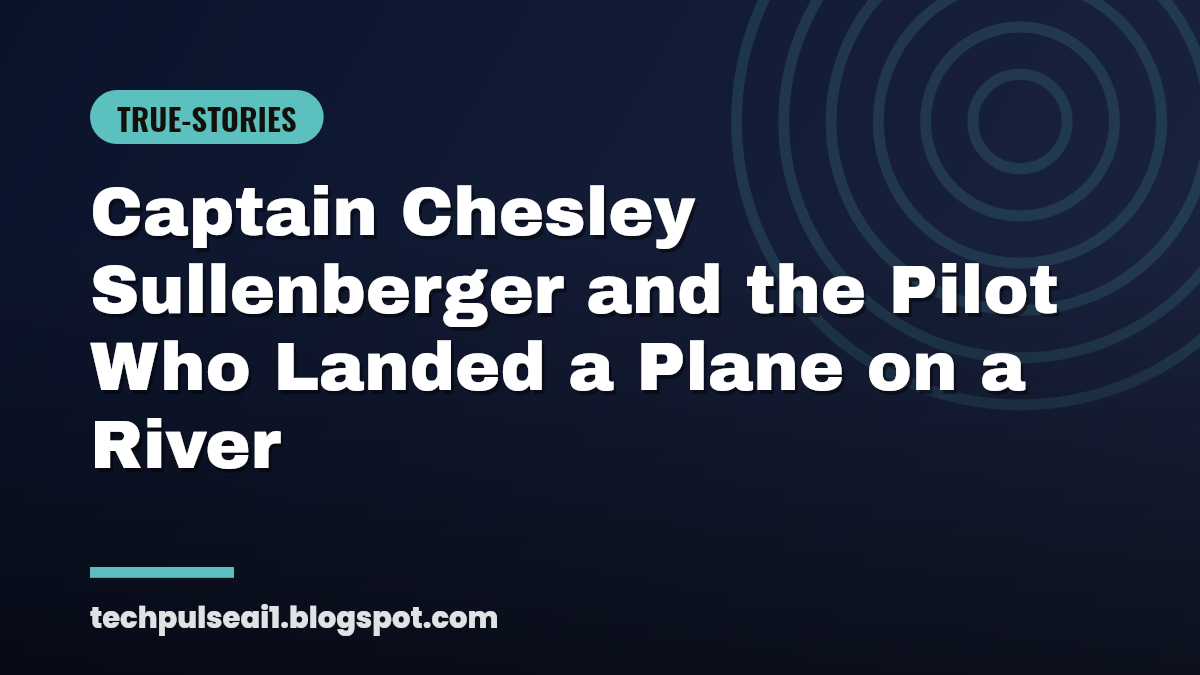 TRUE-STORIES
Captain Chesley
Sullenberger and the Pilot
Who Landed a Plane on a
River
techpulseai1.blogspot.com